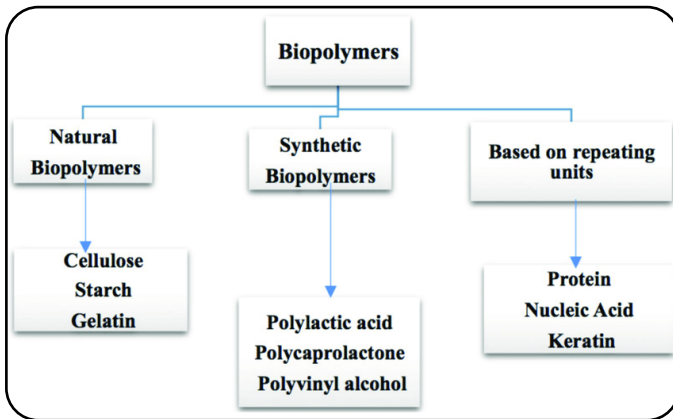 Biopolymers
Natural
Biopolymers
Synthetic
Biopolymers
Based on repeating
units
Cellulose
Starch
Gelatin
Polylactic acid
Polycaprolactone
Polyvinyl alcohol
Protein
Nucleic Acid
Keratin